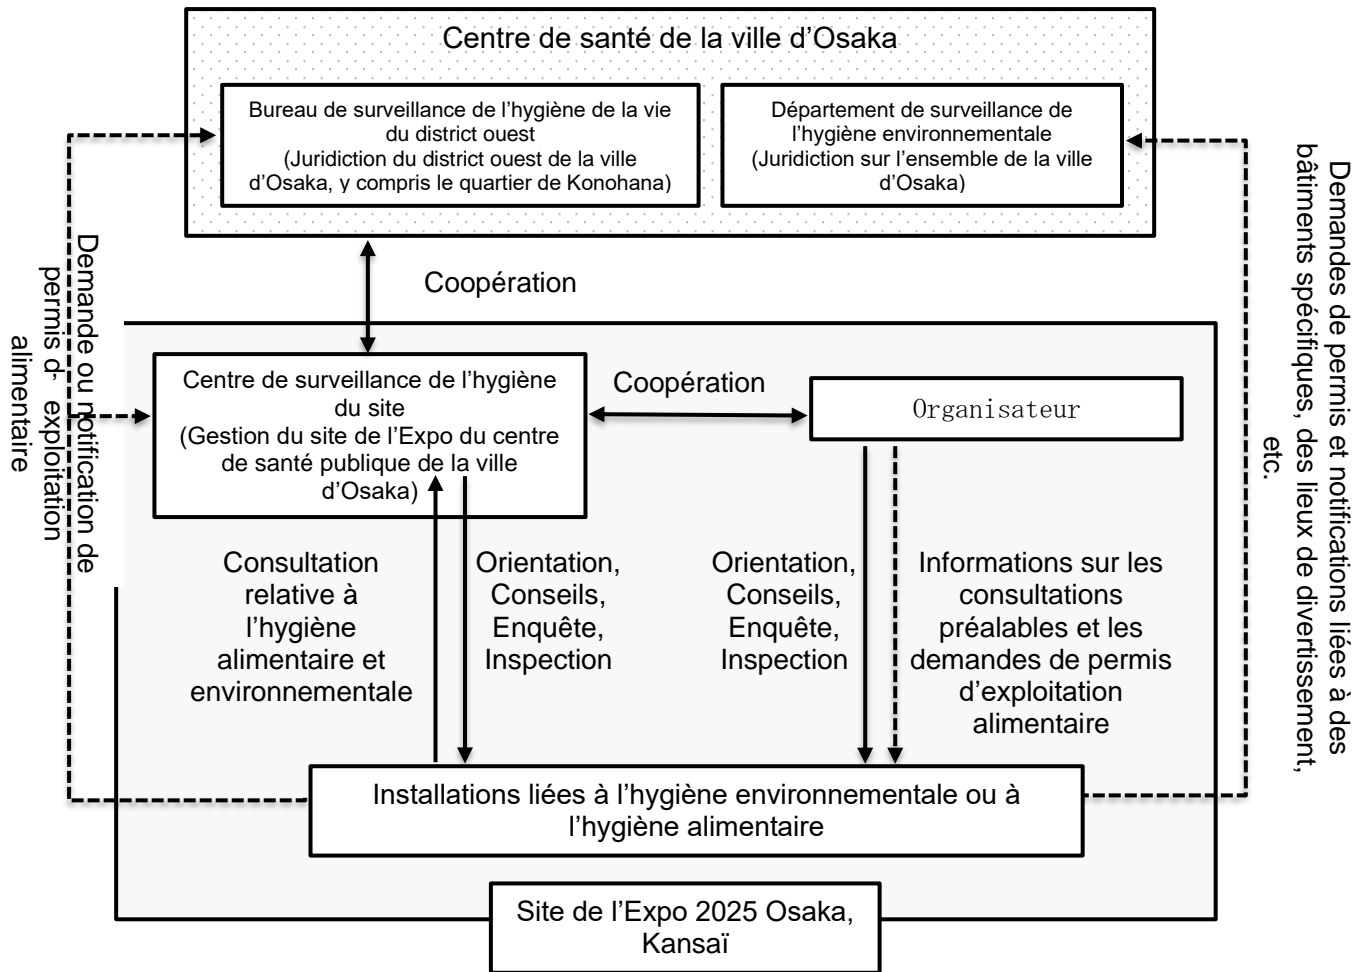 Centre de santé de la ville d’Osaka
Bureau de surveillance de l’hygiène de la vie
du district ouest
(Juridiction du district ouest de la ville
d’Osaka, y compris le quartier de Konohana)
Département de surveillance de
l’hygiène environnementale
(Juridiction sur l’ensemble de la ville
d’Osaka)
Demande ou notification de
permis d- exploitation
alimentaire
Demandes de permis et notifications liées à des
bâtiments spécifiques, des lieux de divertissement,
etc.
Coopération
Centre de surveillance de l’hygiène
du site
(Gestion du site de l’Expo du centre
de santé publique de la ville
d’Osaka)
Coopération
Organisateur
Consultation
relative à
l’hygiène
alimentaire et
environnementale
Orientation,
Conseils,
Enquête,
Inspection
Orientation,
Conseils,
Enquête,
Inspection
Informations sur les
consultations
préalables et les
demandes de permis
d’exploitation
alimentaire
Installations liées à l’hygiène environnementale ou à
l’hygiène alimentaire
Site de l’Expo 2025 Osaka,
Kansaï